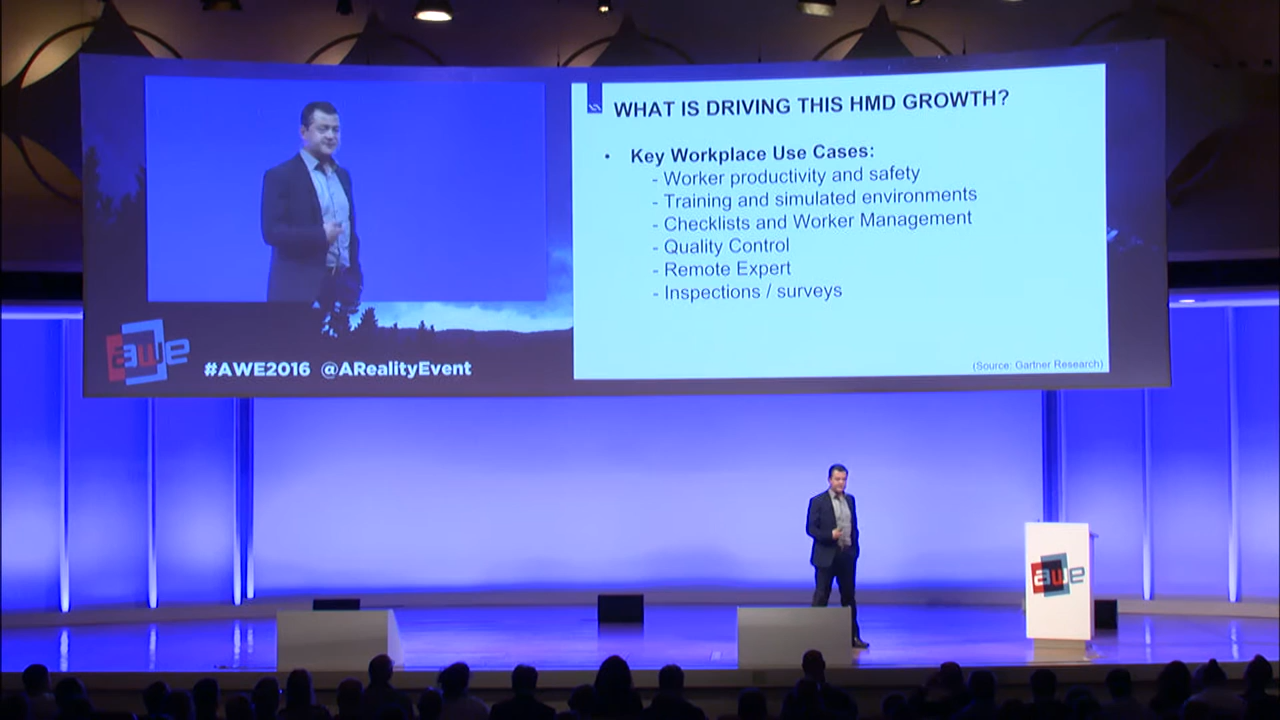 WHAT IS DRIVING THIS HMD GROWTH?
• Key Workplace Use Cases:
- Worker productivity and safety
- Training and simulated environments
- Checklists and Worker Management
- Quality Control
- Remote Expert
- Inspections / surveys
(Source: Gartner Research)
awe
#AWE2016 @ARealityEvent
awe